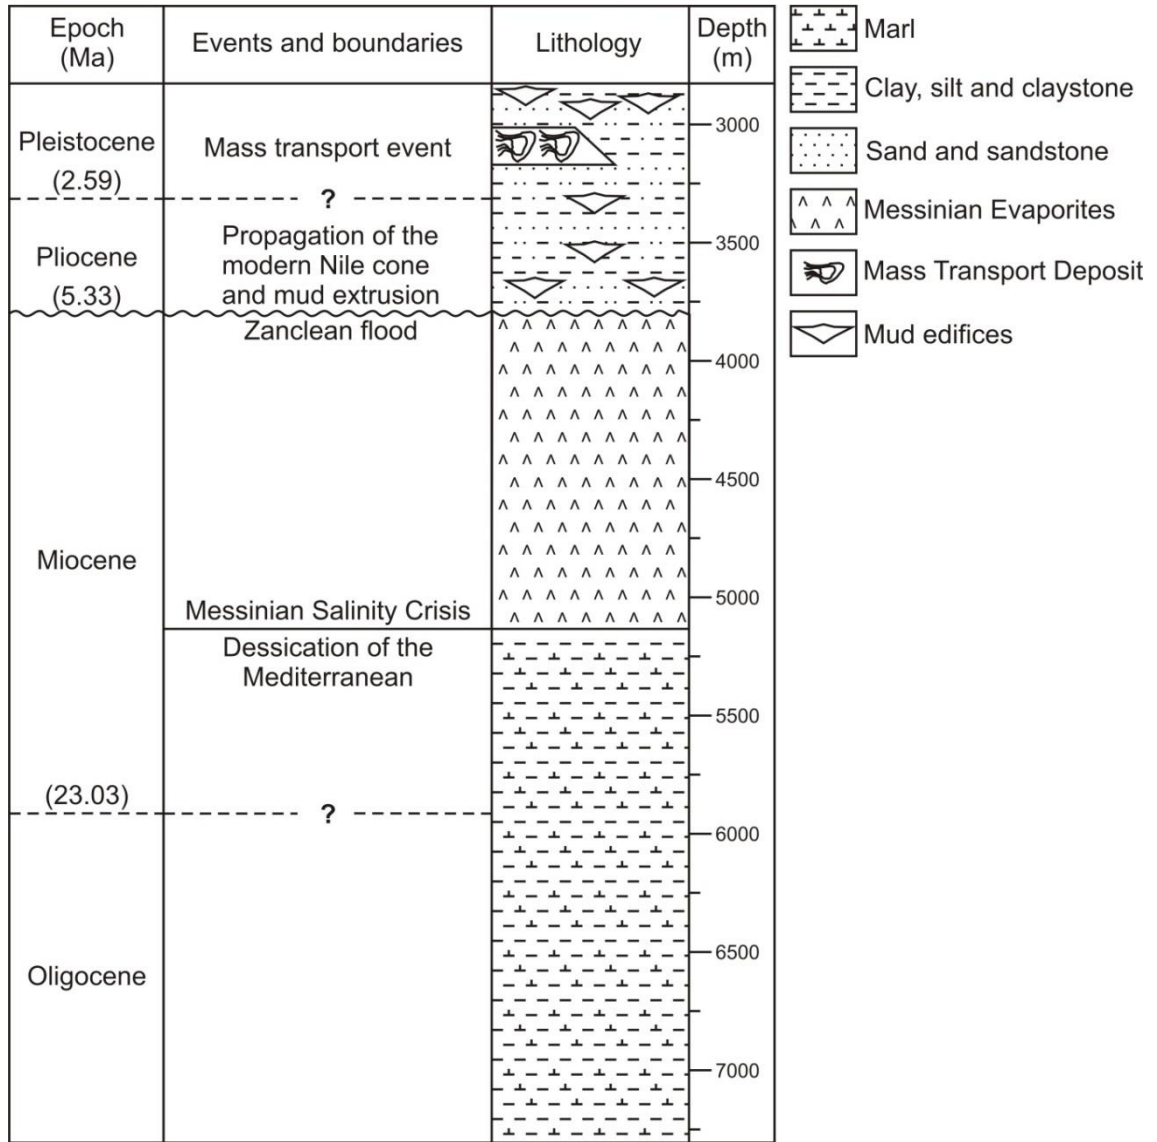 Epoch
(Ma)
Events and boundaries
Lithology
Depth
(m)
Pleistocene
(2.59)
Mass transport event
?
Pliocene
(5.33)
Propagation of the
modern Nile cone
and mud extrusion
Zanclean flood
Miocene
Messinian Salinity Crisis
Dessication of the
Mediterranean
(23.03)
?
Oligocene
3000
3500
4000
4500
5000
5500
6000
6500
7000
Marl
Clay, silt and claystone
Sand and sandstone
Messinian Evaporites
Mass Transport Deposit
Mud edifices